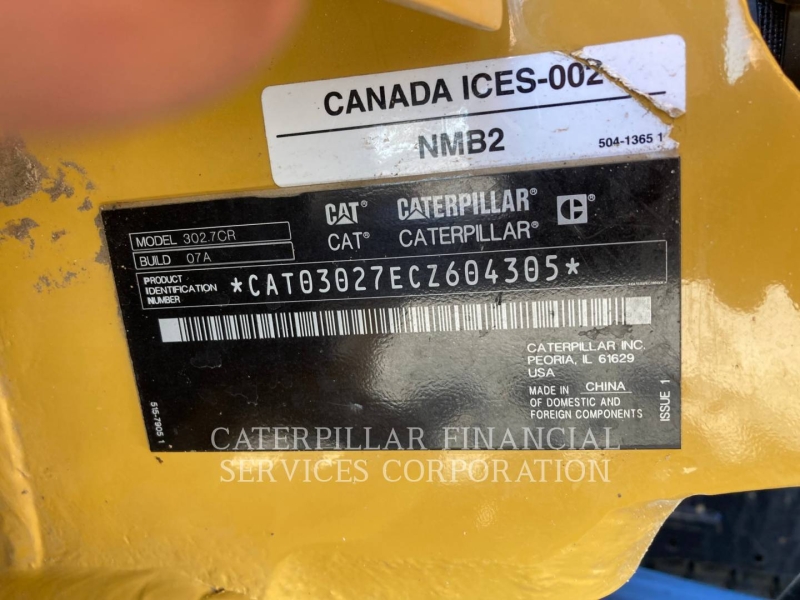 CANADA ICES-002
NMB2
504-1365 1
CAT® CATERPILLAR® C®
CAT® CATERPILLAR®
MODEL 302.7CR
BUILD 07A
PRODUCT
IDENTIFICATION
NUMBER
*CAT03027ECZ604305*
CATERPILLAR INC.
PEORIA, IL 61629
USA
MADE IN CHINA
OF DOMESTIC AND
FOREIGN COMPONENTS
ISSUE 1
515-7905 1
CATERPILLAR FINANCIAL
SERVICES CORPORATION